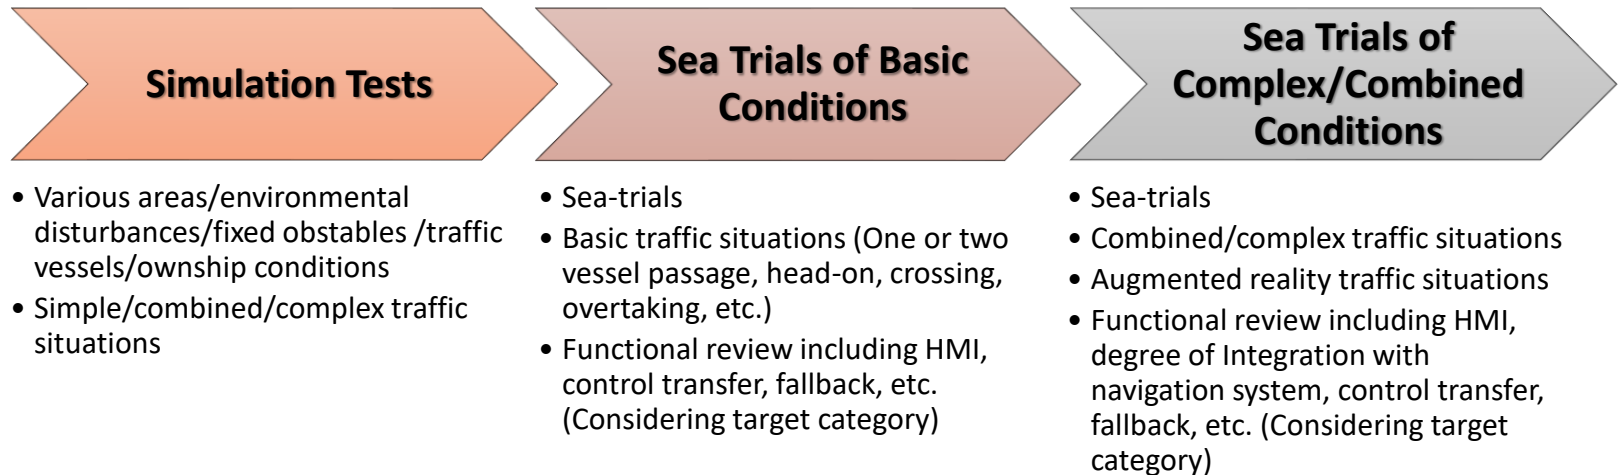 Simulation Tests
• Various areas/environmental
disturbances/fixed obstables /traffic
vessels/ownship conditions
• Simple/combined/complex traffic
situations
Sea Trials of Basic
Conditions
• Sea-trials
• Basic traffic situations (One or two
vessel passage, head-on, crossing,
overtaking, etc.)
• Functional review including HMI,
control transfer, fallback, etc.
(Considering target category)
Sea Trials of
Complex/Combined
Conditions
• Sea-trials
• Combined/complex traffic situations
• Augmented reality traffic situations
• Functional review including HMI,
degree of Integration with
navigation system, control transfer,
fallback, etc. (Considering target
category)